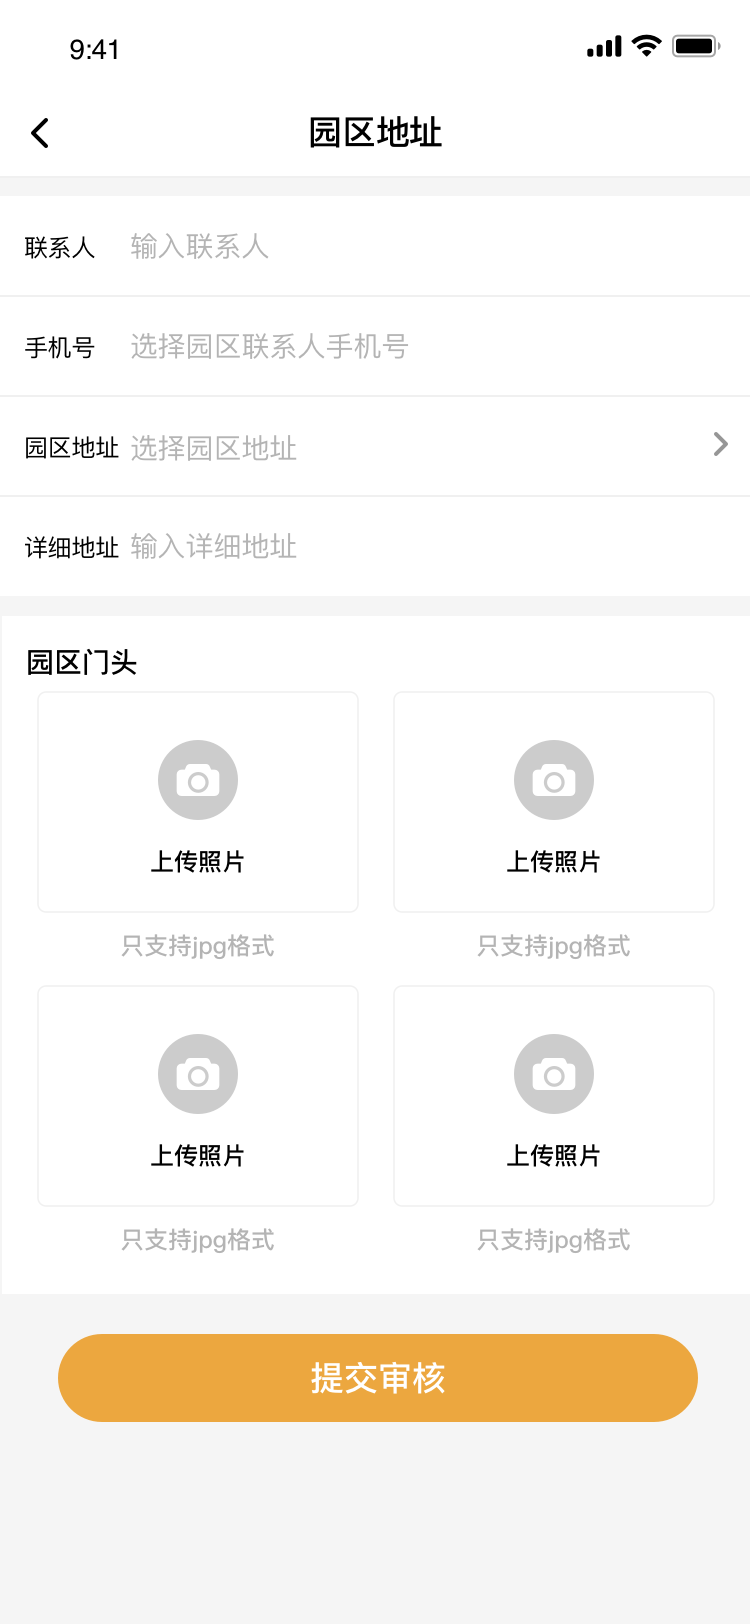 9:41
园区地址
联系人 输入联系人
手机号 选择园区联系人手机号
园区地址 选择园区地址
详细地址 输入详细地址
园区门头
上传照片 上传照片
只支持jpg格式 只支持jpg格式
上传照片 上传照片
只支持jpg格式 只支持jpg格式
提交审核